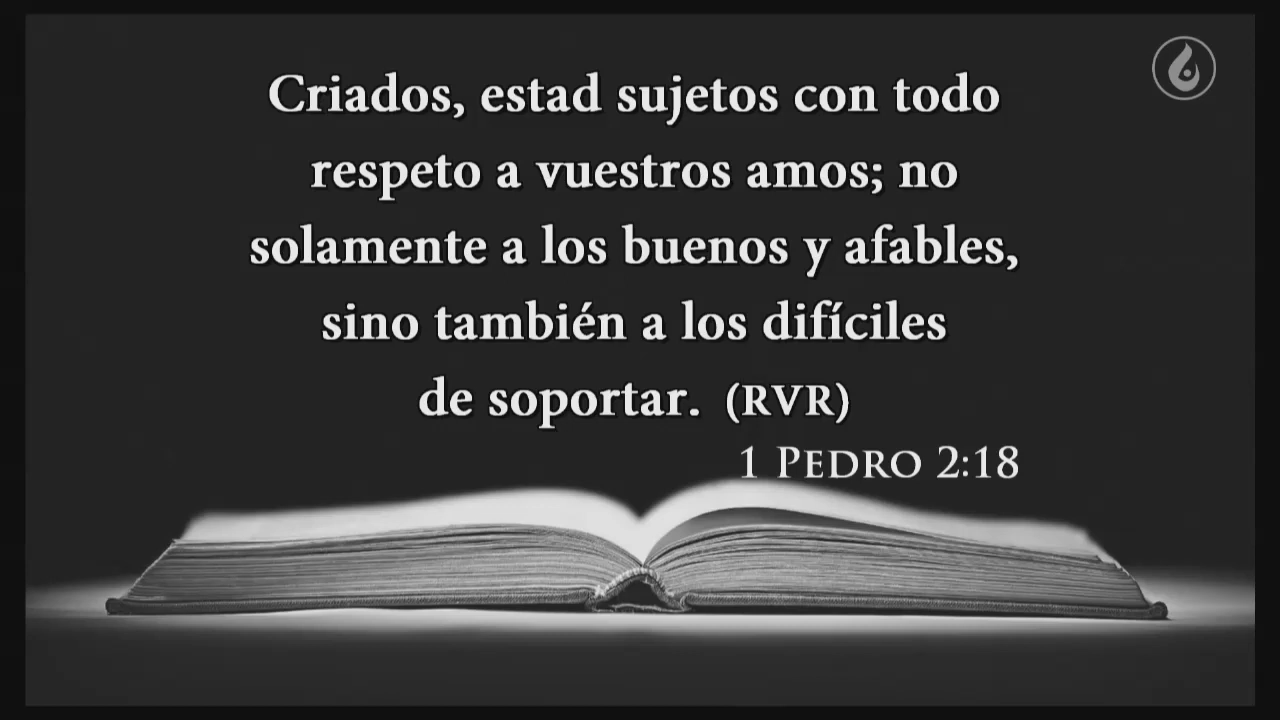 Criados, estad sujetos con todo
respeto a vuestros amos; no
solamente a los buenos y afables,
sino también a los difíciles
de soportar. (RVR)
1 Pedro 2:18